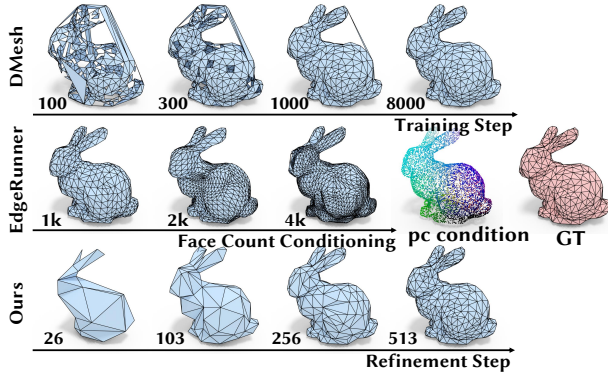 DMesh
100 300 1000 8000
Training Step
EdgeRunner
1k 2k 4k
Face Count Conditioning
pc condition
GT
Ours
26 103 256 513
Refinement Step